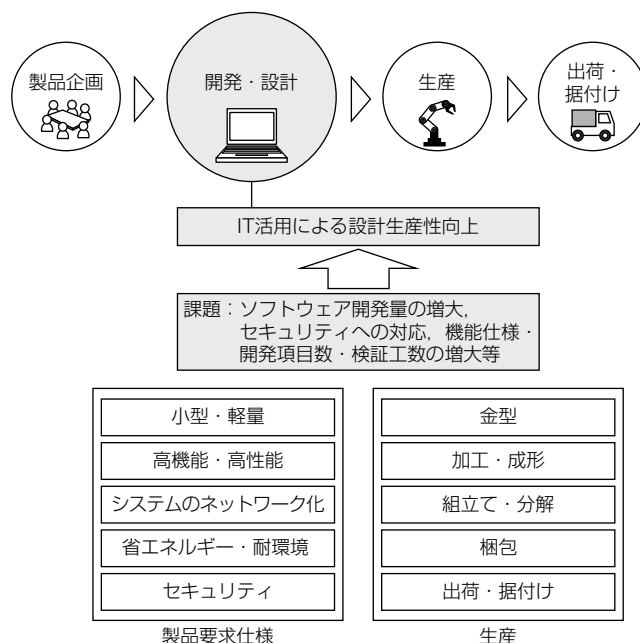 製品企画
開発・設計
生産
出荷・
据付け
IT活用による設計生産性向上
課題：ソフトウェア開発量の増大，
セキュリティへの対応，機能仕様・
開発項目数・検証工数の増大等
小型・軽量
高機能・高性能
システムのネットワーク化
省エネルギー・耐環境
セキュリティ
製品要求仕様
金型
加工・成形
組立て・分解
梱包
出荷・据付け
生産